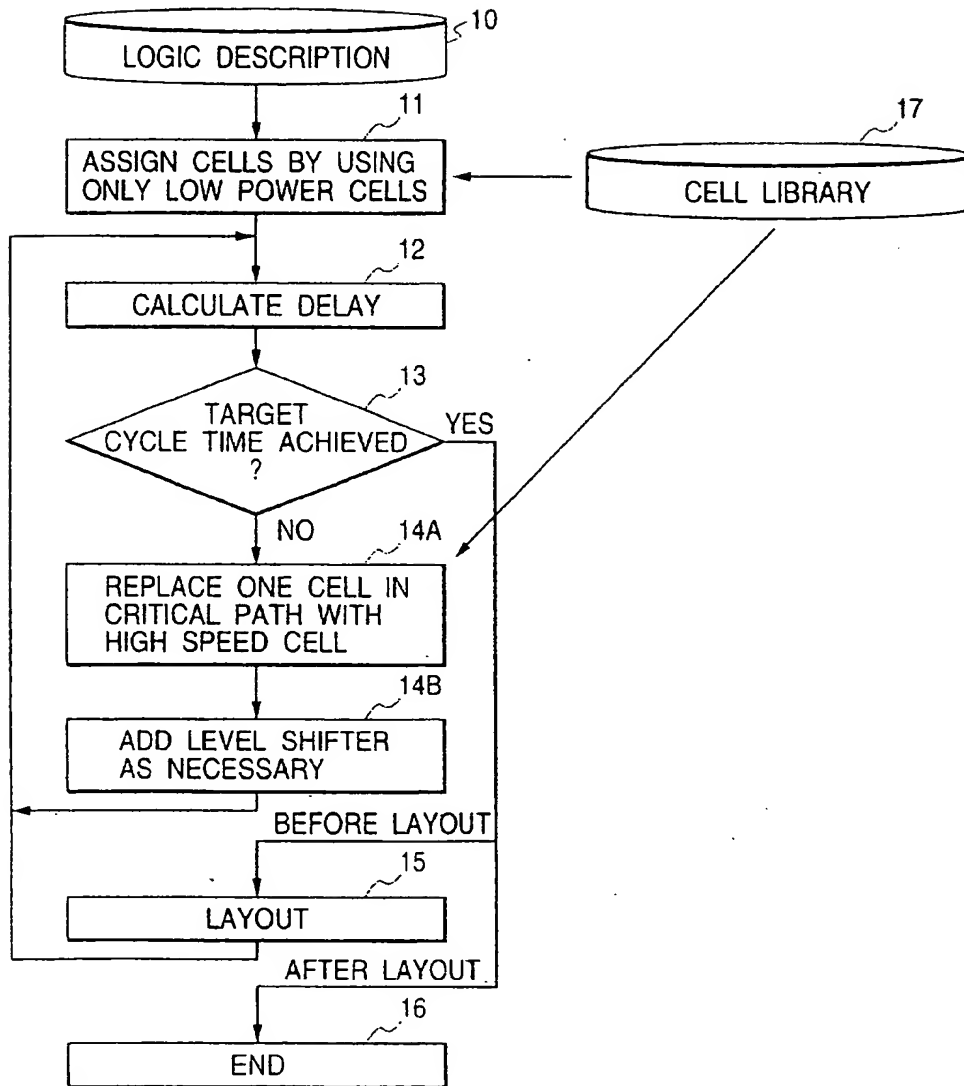 10
LOGIC DESCRIPTION
11
17
ASSIGN CELLS BY USING
ONLY LOW POWER CELLS
CELL LIBRARY
12
CALCULATE DELAY
13
TARGET
CYCLE TIME ACHIEVED
?
YES
NO
14A
REPLACE ONE CELL IN
CRITICAL PATH WITH
HIGH SPEED CELL
14B
ADD LEVEL SHIFTER
AS NECESSARY
BEFORE LAYOUT
15
LAYOUT
AFTER LAYOUT
16
END